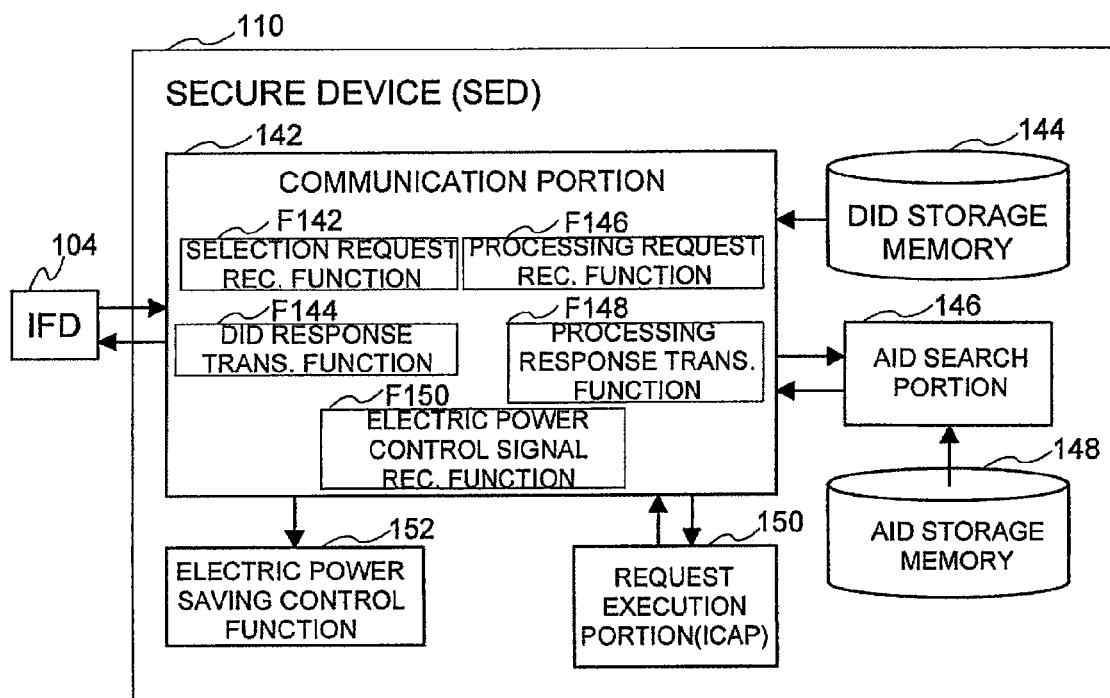 110
SECURE DEVICE (SED)
142
COMMUNICATION PORTION
F142
SELECTION REQUEST
REC. FUNCTION
F146
PROCESSING REQUEST
REC. FUNCTION
F144
DID RESPONSE
TRANS. FUNCTION
F148
PROCESSING
RESPONSE TRANS.
FUNCTION
F150
ELECTRIC POWER
CONTROL SIGNAL
REC. FUNCTION
104
IFD
144
DID STORAGE
MEMORY
146
AID SEARCH
PORTION
148
AID STORAGE
MEMORY
152
ELECTRIC POWER
SAVING CONTROL
FUNCTION
150
REQUEST
EXECUTION
PORTION(ICAP)